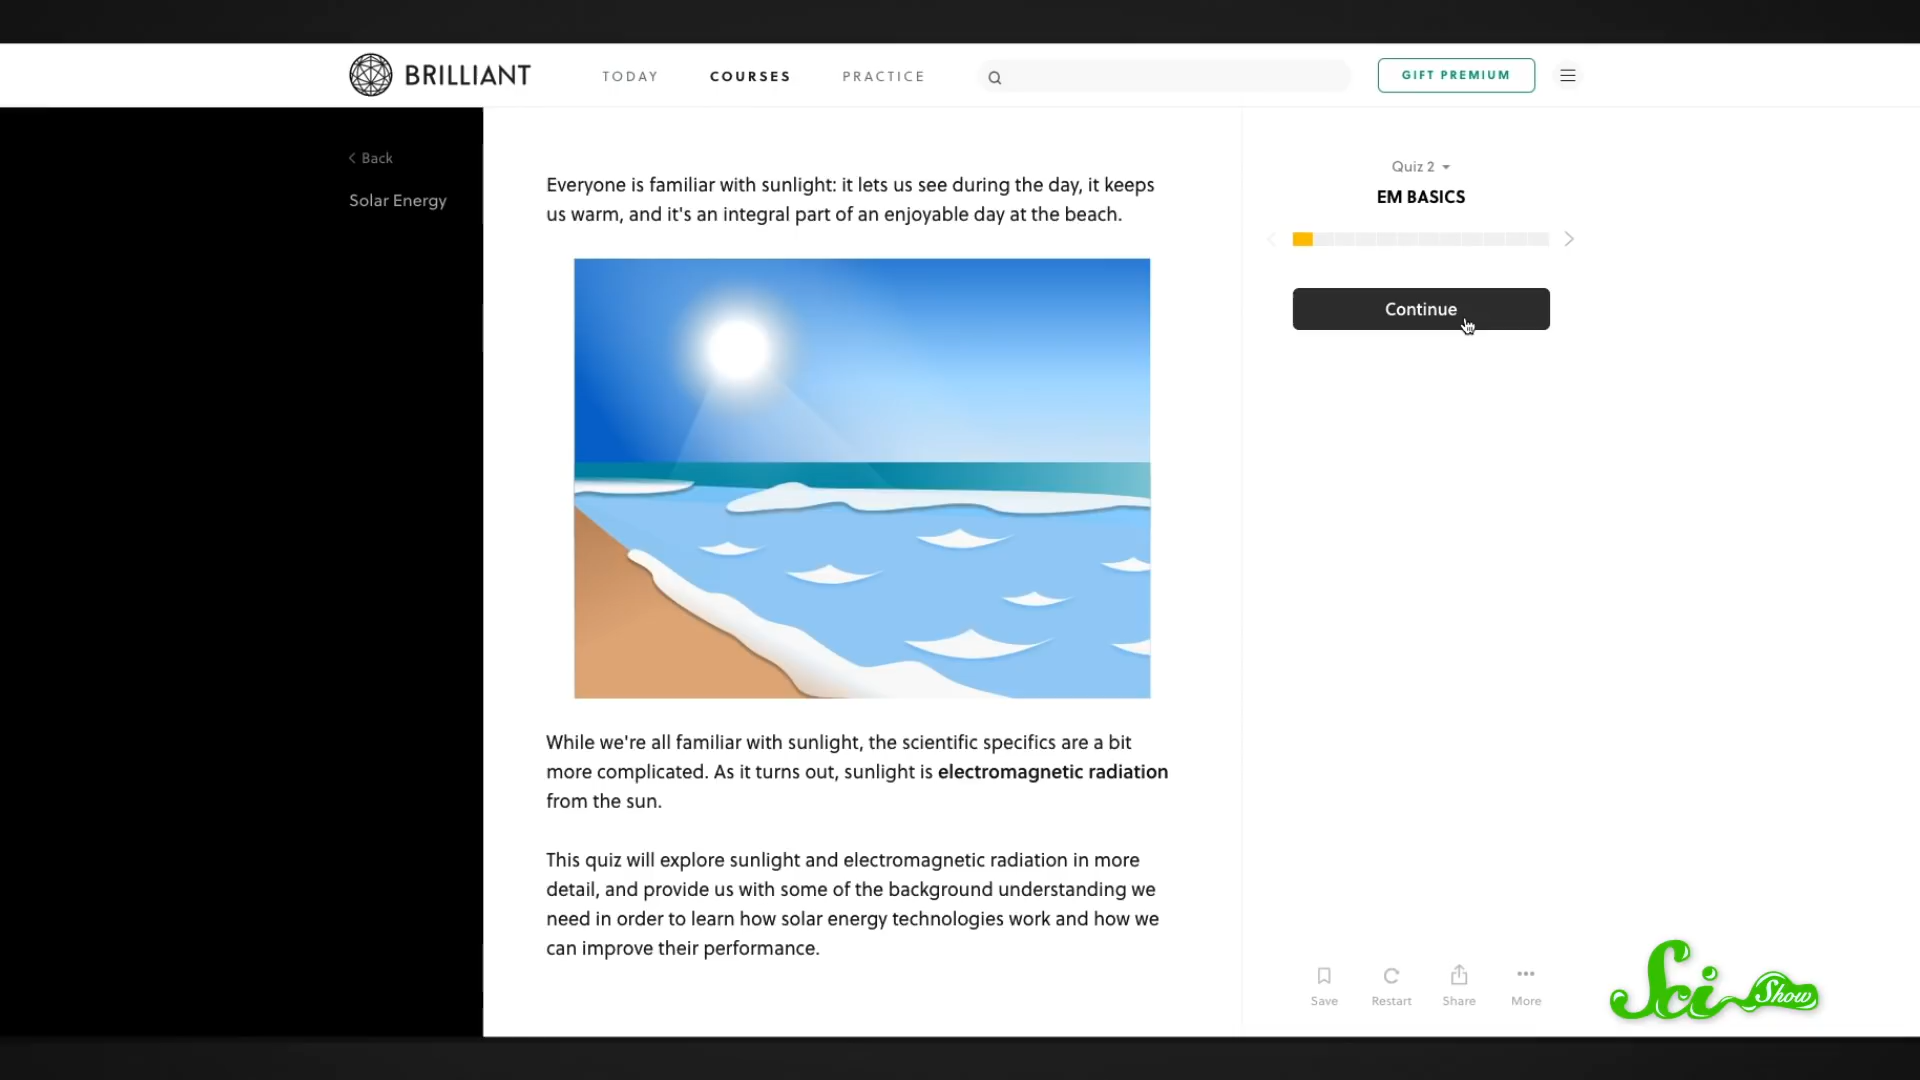 BRILLIANT
TODAY
COURSES
PRACTICE
GIFT PREMIUM
Back
Solar Energy
Everyone is familiar with sunlight: it lets us see during the day, it keeps
us warm, and it's an integral part of an enjoyable day at the beach.
While we're all familiar with sunlight, the scientific specifics are a bit
more complicated. As it turns out, sunlight is electromagnetic radiation
from the sun.
This quiz will explore sunlight and electromagnetic radiation in more
detail, and provide us with some of the background understanding we
need in order to learn how solar energy technologies work and how we
can improve their performance.
Quiz 2
EM BASICS
Continue
Save
Restart
Share
More
Sci Show